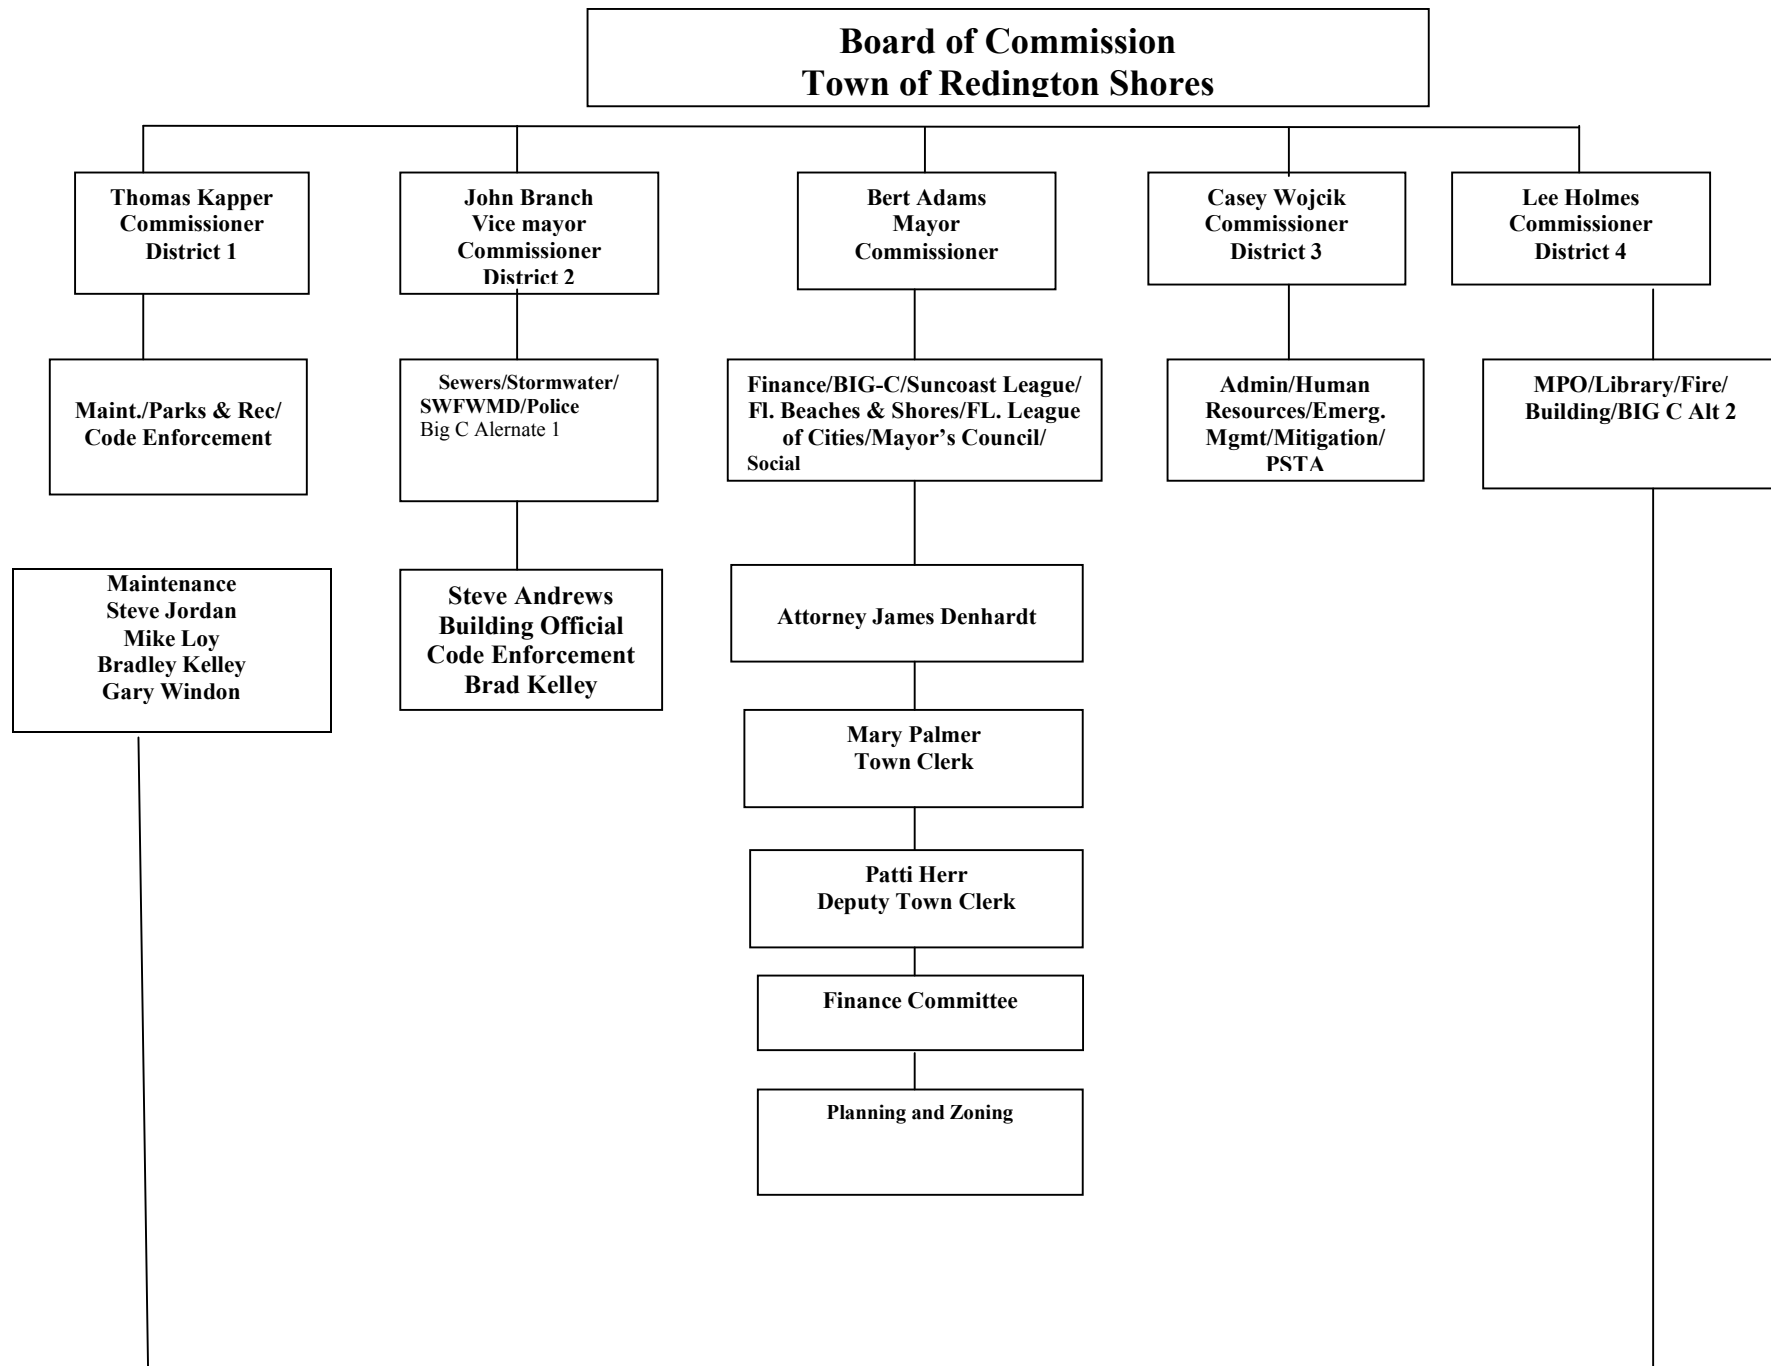 Board of Commission
Town of Redington Shores
Thomas Kapper
Commissioner
District 1
John Branch
Vice mayor
Commissioner
District 2
Bert Adams
Mayor
Commissioner
Casey Wojcik
Commissioner
District 3
Lee Holmes
Commissioner
District 4
Maint./Parks & Rec/
Code Enforcement
Sewers/Stormwater/
SWFWMD/Police
Big C Alernate 1
Finance/BIG-C/Suncoast League/
Fl. Beaches & Shores/FL. League
of Cities/Mayor’s Council/
Social
Admin/Human
Resources/Emerg.
Mgmt/Mitigation/
PSTA
MPO/Library/Fire/
Building/BIG C Alt 2
Maintenance
Steve Jordan
Mike Loy
Bradley Kelley
Gary Windon
Steve Andrews
Building Official
Code Enforcement
Brad Kelley
Attorney James Denhardt
Mary Palmer
Town Clerk
Patti Herr
Deputy Town Clerk
Finance Committee
Planning and Zoning